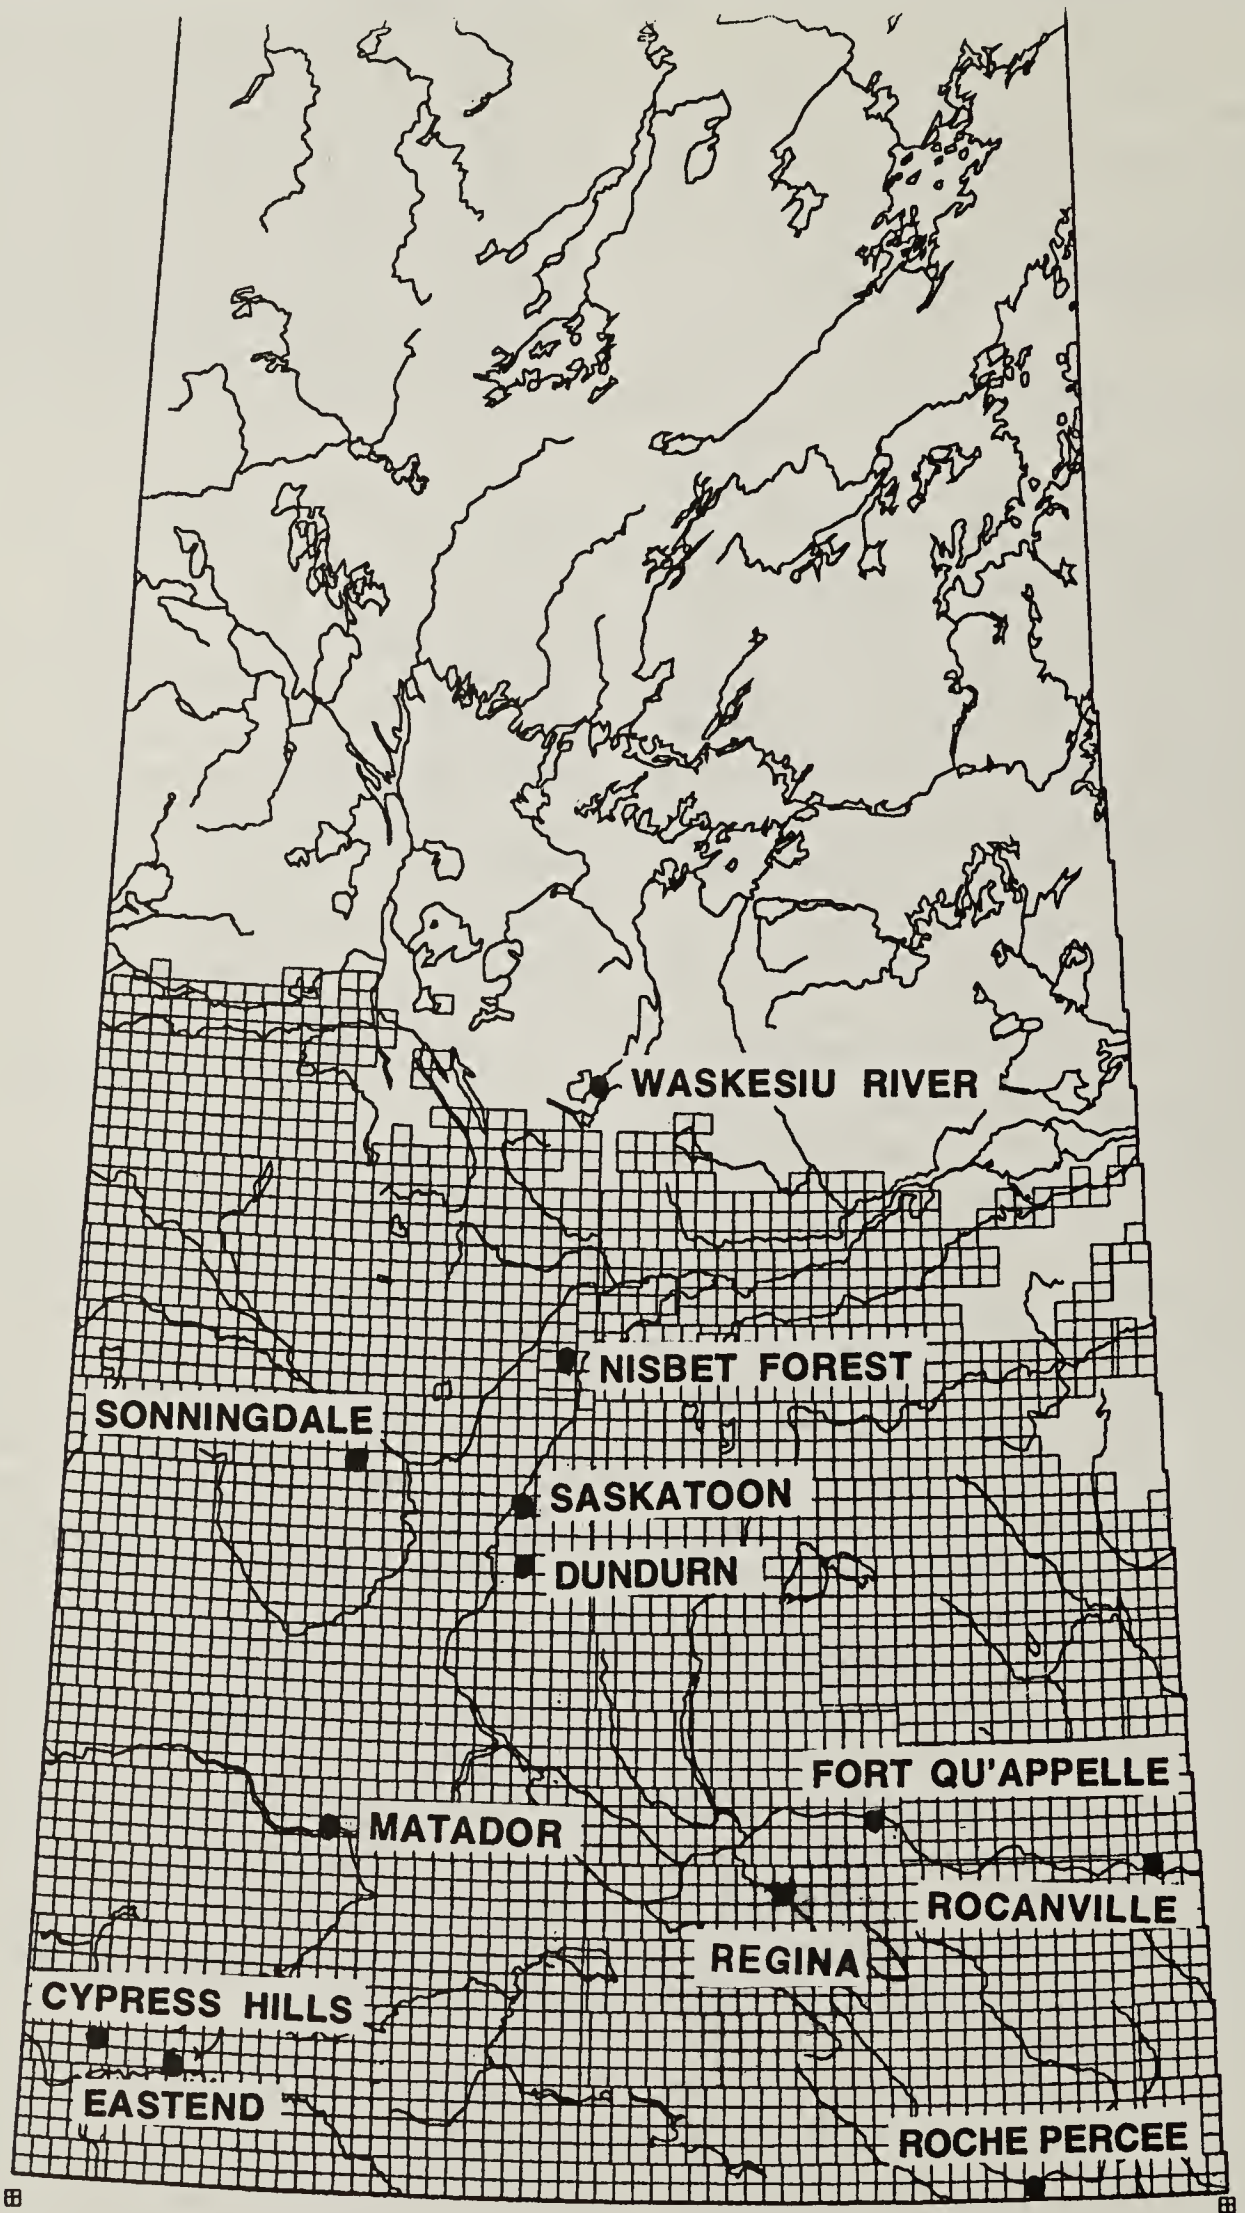 WASKESIU RIVER
NISBET FOREST
SONNINGDALE
SASKATOON
DUNDURN
FORT QU'APPELLE
MATADOR
ROCANVILLE
REGINA
CYPRESS HILLS
EASTEND
ROCHE PERCEE